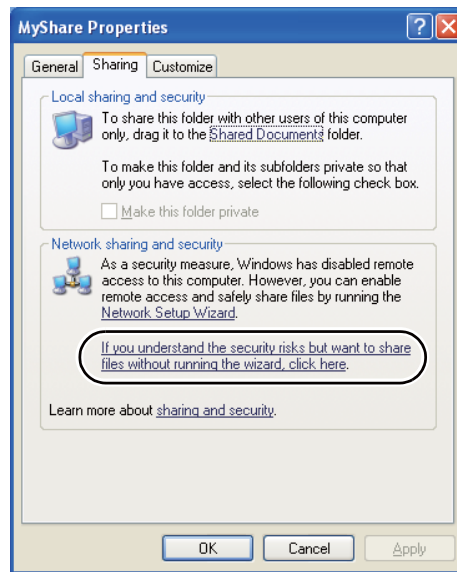 MyShare Properties
General Sharing Customize
Local sharing and security
To share this folder with other users of this computer
only, drag it to the Shared Documents folder.
To make this folder and its subfolders private so that
only you have access, select the following check box.
Make this folder private
Network sharing and security
As a security measure, Windows has disabled remote
access to this computer. However, you can enable
remote access and safely share files by running the
Network Setup Wizard.
If you understand the security risks but want to share
files without running the wizard, click here.
Learn more about sharing and security.
OK Cancel Apply